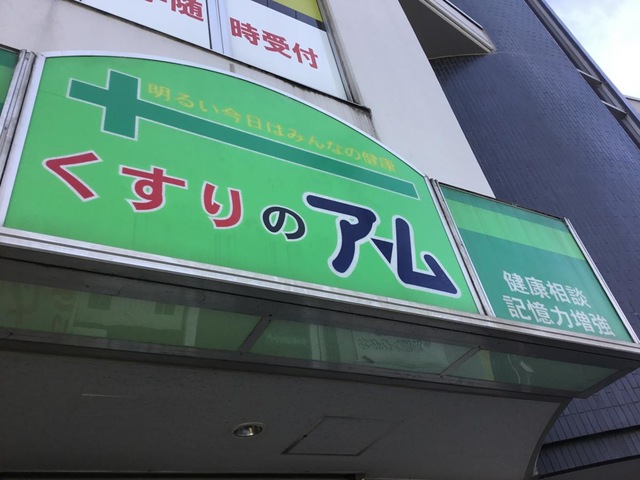 随時受付
明るい今日はみんなの健康
くすりのアーム
健康相談
記憶力増強